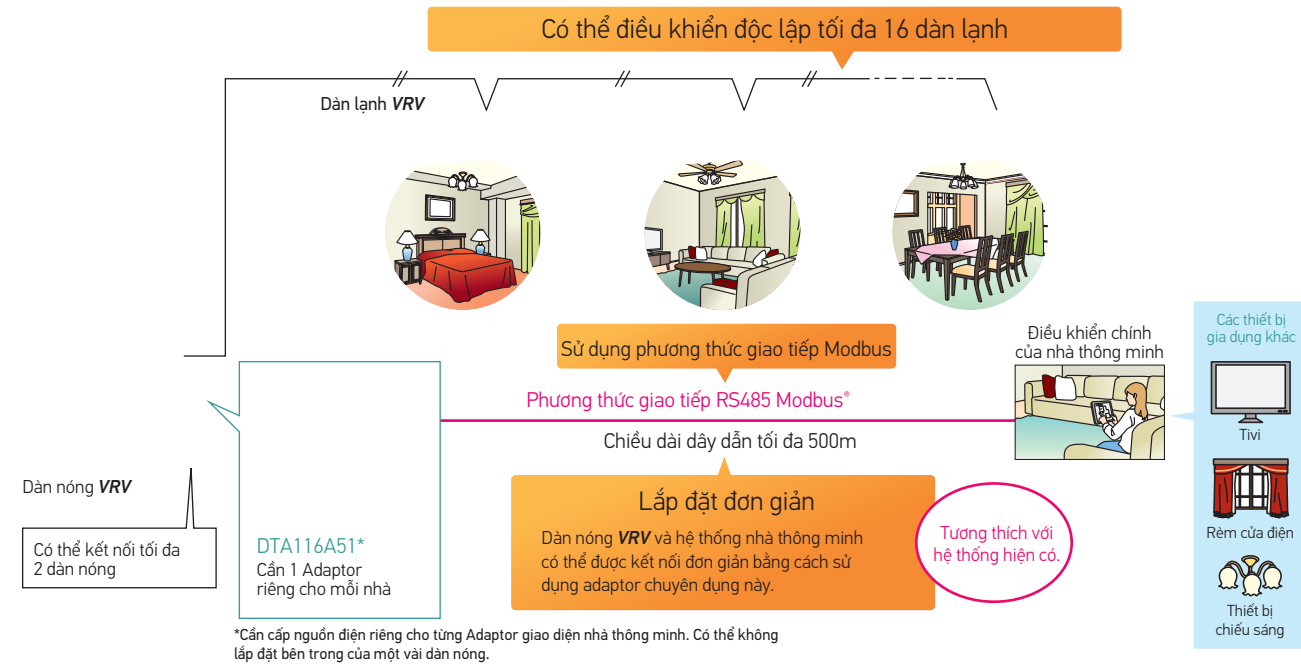 Có thể điều khiển độc lập tối đa 16 dàn lạnh
Dàn lạnh VRV
Sử dụng phương thức giao tiếp Modbus
Điều khiển chính
của nhà thông minh
Các thiết bị
gia dụng khác
Phương thức giao tiếp RS485 Modbus®
Chiều dài dây dẫn tối đa 500m
Tivi
Dàn nóng VRV
Có thể kết nối tối đa
2 dàn nóng
DTA116A51*
Cần 1 Adaptor
riêng cho mỗi nhà
Lắp đặt đơn giản
Dàn nóng VRV và hệ thống nhà thông minh
có thể được kết nối đơn giản bằng cách sử
dụng adaptor chuyên dụng này.
Tương thích với
hệ thống hiện có.
Rèm cửa điện
Thiết bị
chiếu sáng
*Cần cấp nguồn điện riêng cho từng Adaptor giao diện nhà thông minh. Có thể không
lắp đặt bên trong của một vài dàn nóng.